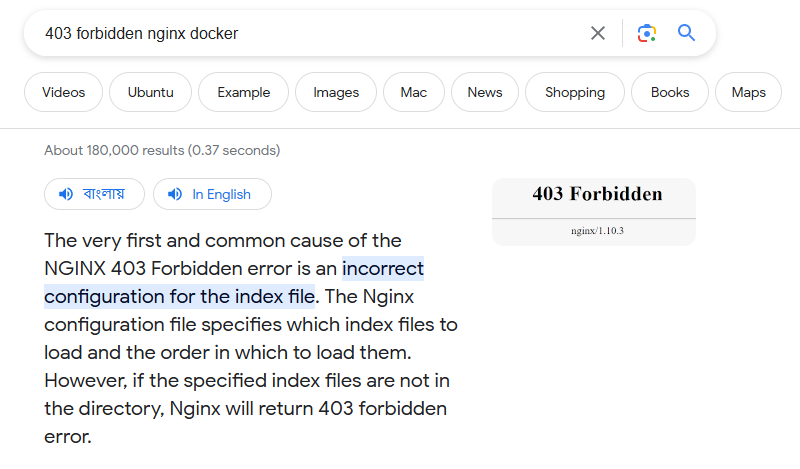 403 forbidden nginx docker
Videos Ubuntu Example Images Mac News Shopping Books Maps
About 180,000 results (0.37 seconds)
বাংলায় In English
The very first and common cause of the
NGINX 403 Forbidden error is an incorrect
configuration for the index file. The Nginx
configuration file specifies which index files to
load and the order in which to load them.
However, if the specified index files are not in
the directory, Nginx will return 403 forbidden
error.
403 Forbidden
nginx/1.10.3